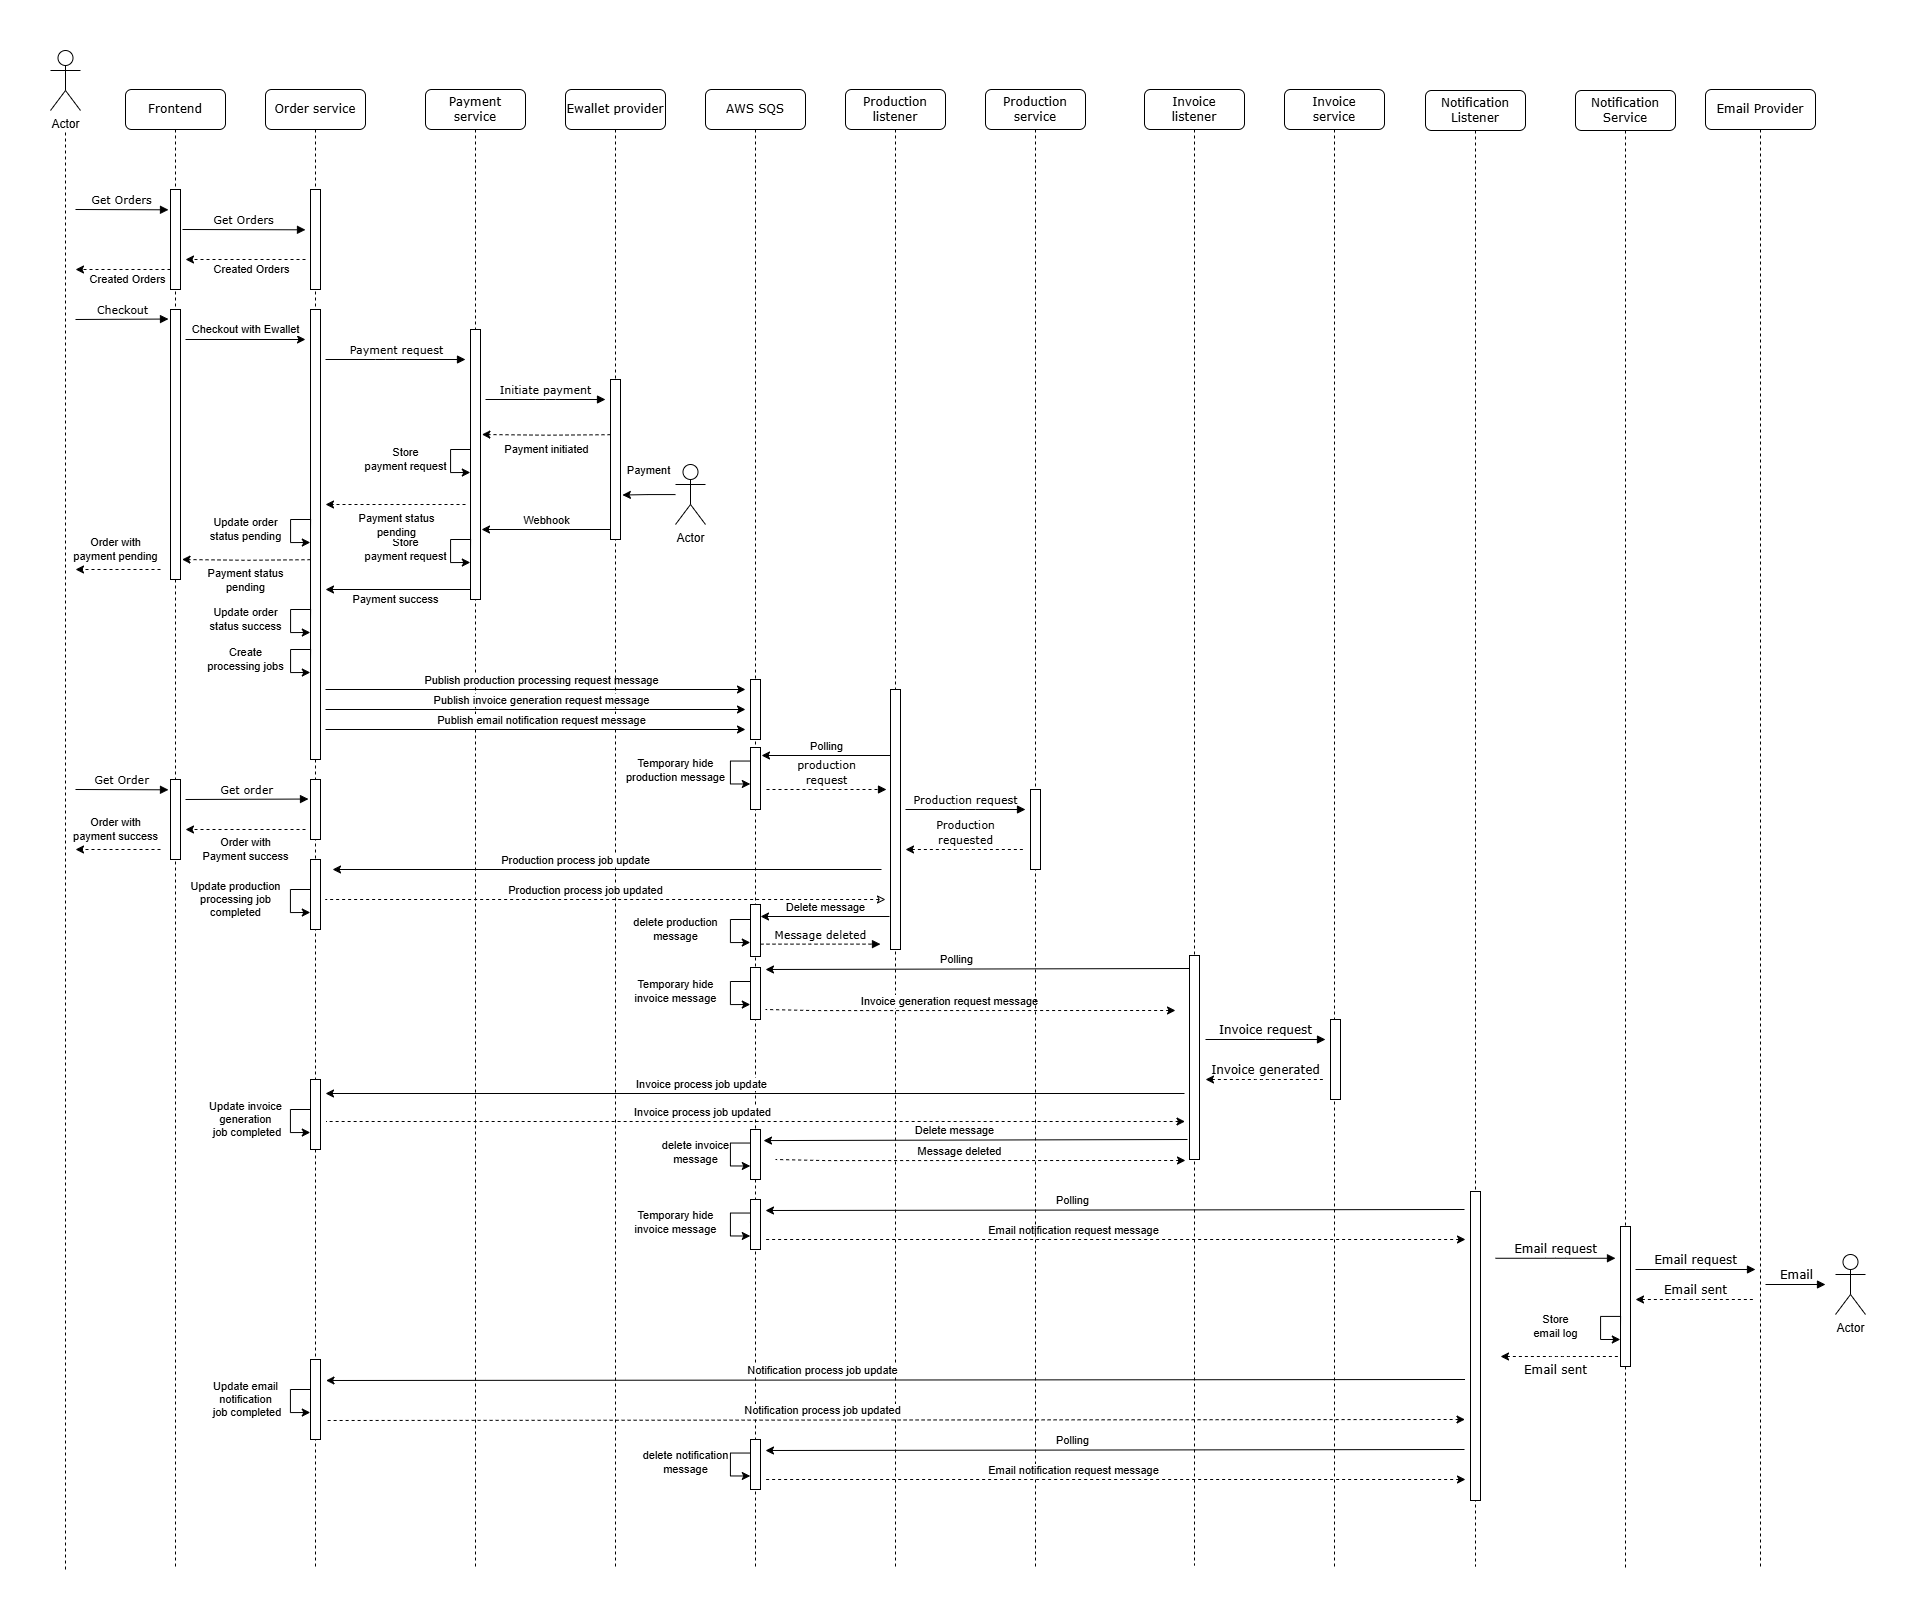 Actor
Frontend
Order service
Payment
service
Ewallet provider
AWS SQS
Production
listener
Production
service
Invoice
listener
Invoice
service
Notification
Listener
Notification
Service
Email Provider
Get Orders
Get Orders
Created Orders
Created Orders
Checkout
Checkout with Ewallet
Payment request
Initiate payment
Payment initiated
Store
payment request
Payment
Actor
Payment status
pending
Webhook
Update order
status pending
Store
payment request
Order with
payment pending
Payment status
pending
Payment success
Update order
status success
Create
processing jobs
Publish production processing request message
Publish invoice generation request message
Publish email notification request message
Polling
Temporary hide
production message
production
request
Get Order
Get order
Production request
Order with
payment success
Order with
Payment success
Production
requested
Production process job update
Update production
processing job
completed
Production process job updated
Delete message
delete production
message
Message deleted
Polling
Temporary hide
invoice message
Invoice generation request message
Invoice request
Invoice generated
Invoice process job update
Update invoice
generation
job completed
Invoice process job updated
Delete message
delete invoice
message
Message deleted
Polling
Temporary hide
invoice message
Email notification request message
Email request
Email request
Email
Email sent
Actor
Store
email log
Email sent
Notification process job update
Update email
notification
job completed
Notification process job updated
Polling
delete notification
message
Email notification request message